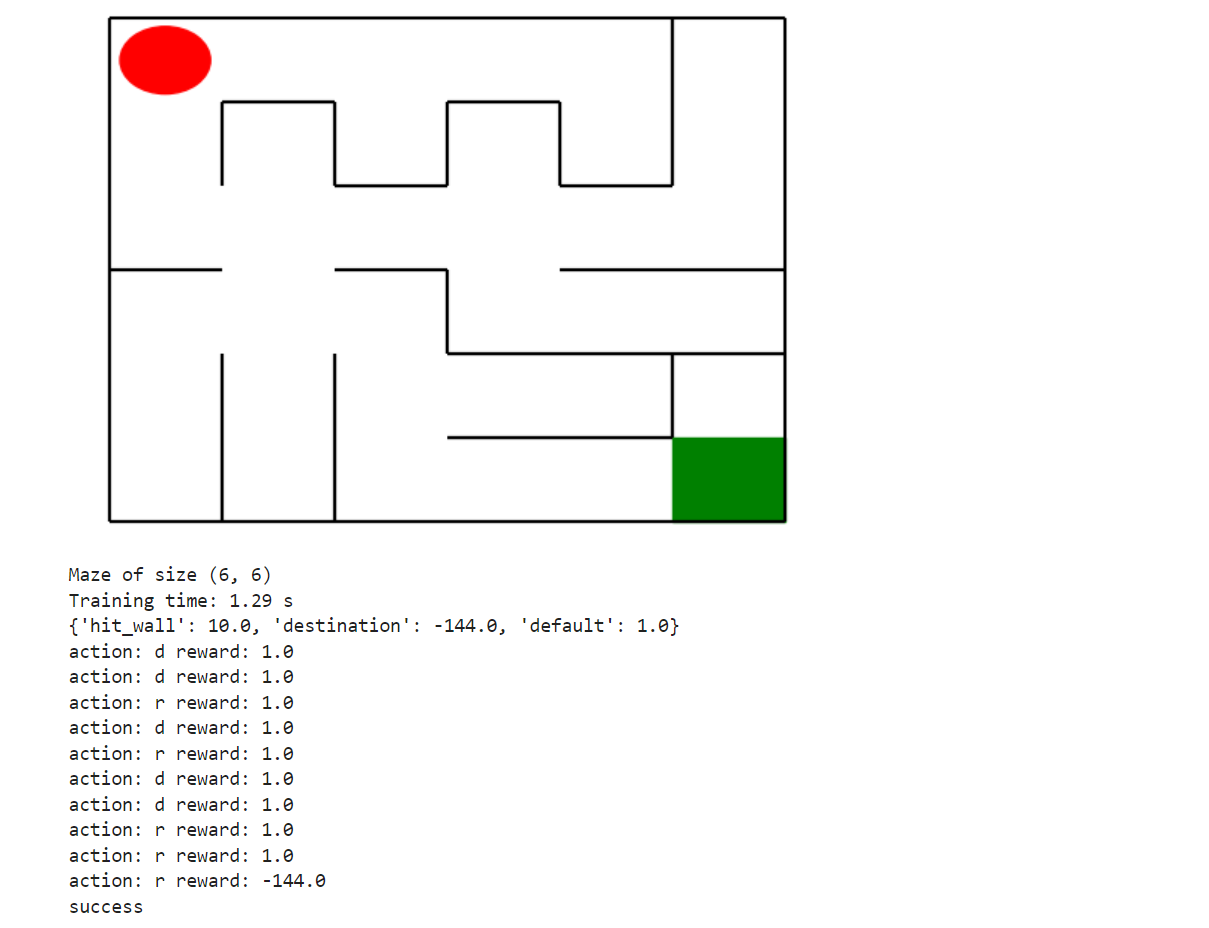 Maze of size (6, 6)
Training time: 1.29 s
{'hit_wall': 10.0, 'destination': -144.0, 'default': 1.0}
action: d reward: 1.0
action: d reward: 1.0
action: r reward: 1.0
action: d reward: 1.0
action: r reward: 1.0
action: d reward: 1.0
action: d reward: 1.0
action: r reward: 1.0
action: r reward: 1.0
action: r reward: -144.0
success